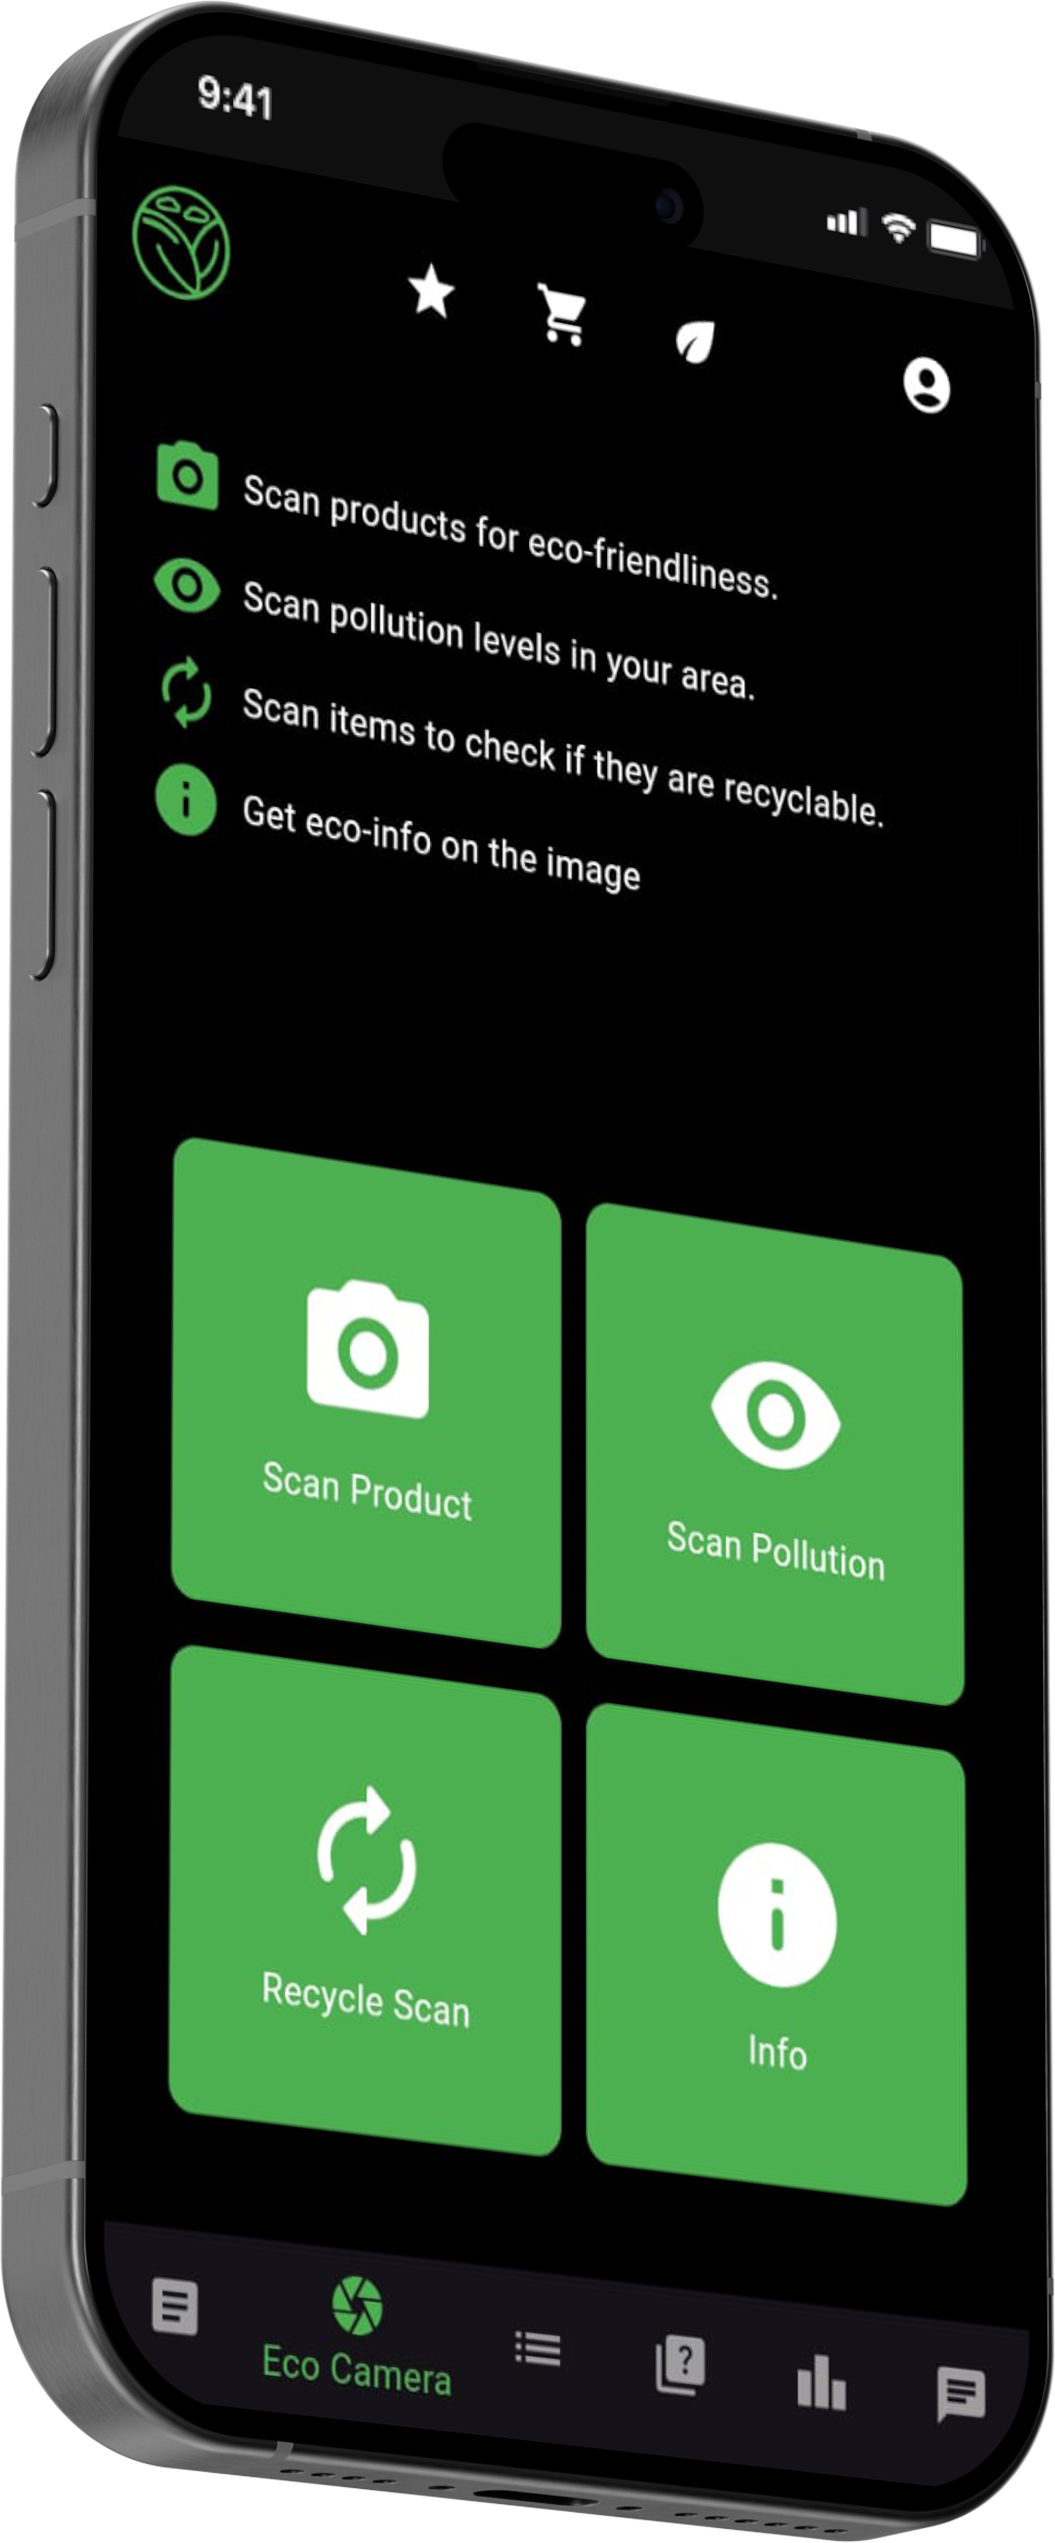 9:41
Scan products for eco-friendliness.
Scan pollution levels in your area.
Scan items to check if they are recyclable.
Get eco-info on the image
Scan Product
Scan Pollution
Recycle Scan
Info
Eco Camera